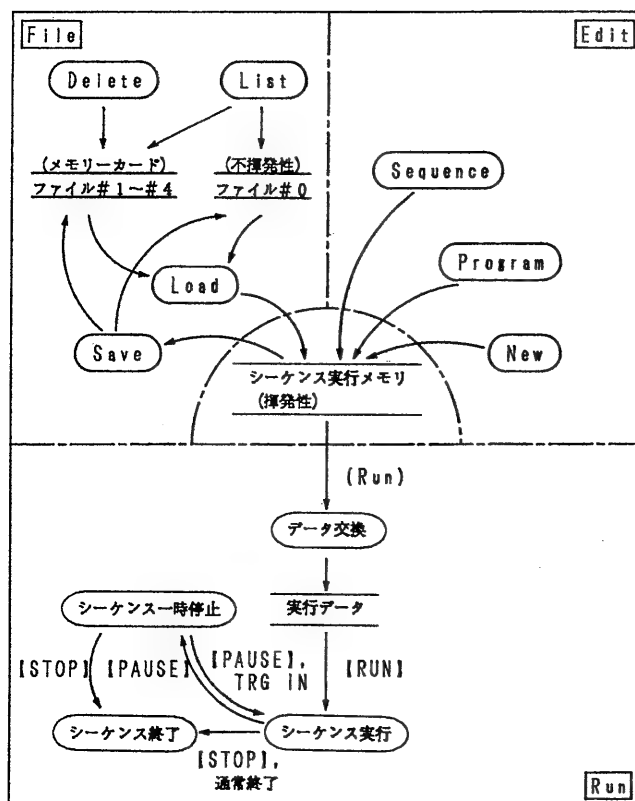 File
Edit
Delete
List
(メモリーカード)
ファイル#1~#4
(不揮発性)
ファイル#0
Sequence
Program
Load
Save
New
シーケンス実行メモリ
(揮発性)
(Run)
データ交換
実行データ
シーケンス一時停止
【STOP】
【PAUSE】
【PAUSE】,
TRG IN
【RUN】
シーケンス終了
シーケンス実行
【STOP】,
通常終了
Run